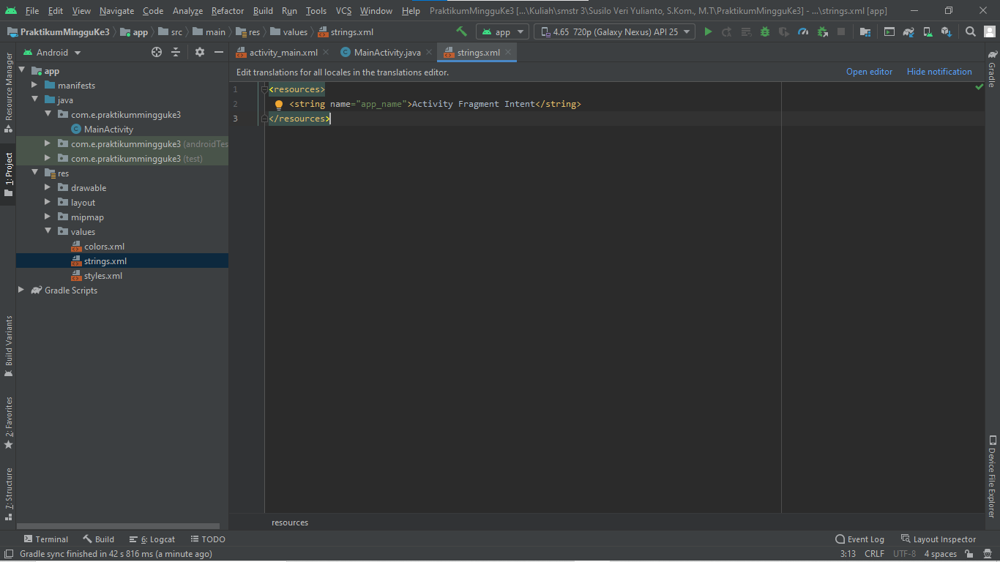 File Edit View Navigate Code Analyze Refactor Build Run Tools VCS Window Help PraktikumMingguKe3 [...\Kuliah\smstr 3\Susilo Veri Yulianto, S.Kom., M.T\PraktikumMingguKe3] - ...\strings.xml [app]
PraktikumMingguKe3 app src main res values strings.xml app 4.65 720p (Galaxy Nexus) API 25
Android activity_main.xml MainActivity.java strings.xml
Edit translations for all locales in the translations editor. Open editor Hide notification
app
manifests
java
com.e.praktikummingguke3
MainActivity
com.e.praktikummingguke3 (androidTes
com.e.praktikummingguke3 (test)
res
drawable
layout
mipmap
values
colors.xml
strings.xml
styles.xml
Gradle Scripts
1 <resources>
2 <string name="app_name">Activity Fragment Intent</string>
3 </resources>
resources
Resource Manager
1: Project
Build Variants
2: Favorites
7: Structure
Gradle
Device File Explorer
Terminal Build 6: Logcat TODO Event Log Layout Inspector
Gradle sync finished in 42 s 816 ms (a minute ago) 3:13 CRLF UTF-8 4 spaces